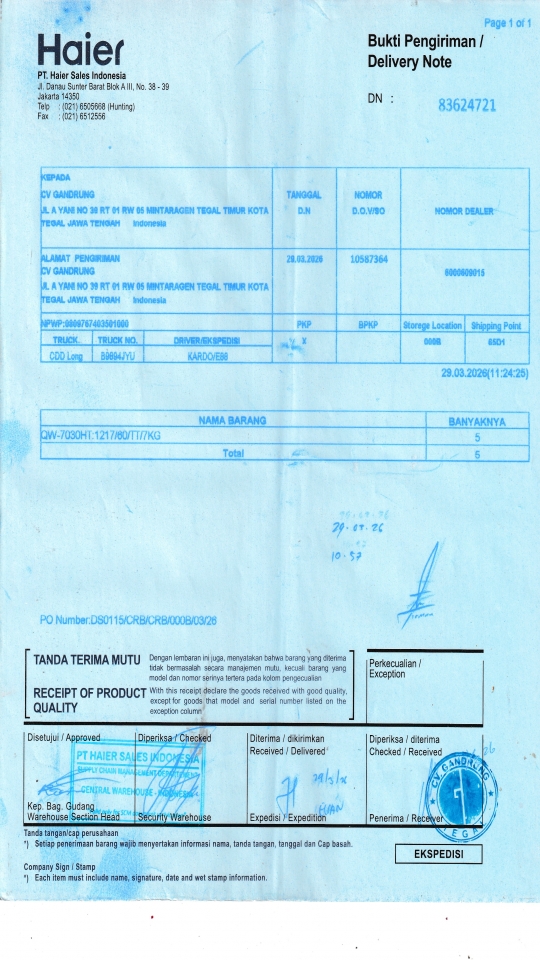 Page 1 of 1
Haier
Bukti Pengiriman /
Delivery Note
PT. Haier Sales Indonesia
Jl. Danau Sunter Barat Blok A III, No. 38 - 39
Jakarta 14350
Telp : (021) 6505668 (Hunting)
Fax : (021) 6512556
DN : 83624721
KEPADA
CV GANDRUNG
JL A YANI NO 39 RT 01 RW 05 MINTARAGEN TEGAL TIMUR KOTA
TEGAL JAWA TENGAH Indonesia
TANGGAL
D.N
NOMOR
D.O.V/SO
NOMOR DEALER
ALAMAT PENGIRIMAN
CV GANDRUNG
JL A YANI NO 39 RT 01 RW 05 MINTARAGEN TEGAL TIMUR KOTA
TEGAL JAWA TENGAH Indonesia
29.03.2026
10587364
NPWP:
PKP
BPKP
Storege Location
Shipping Point
TRUCK.
TRUCK NO.
DRIVER/EKSPEDISI
X
000B
CDD Long
B9694JYU
29.03.2026(11:24:25)
NAMA BARANG
BANYAKNYA
QW-7030HT:1217/60/TT/7KG
5
Total
29.03.26
10.57
PO Number:DS0115/CRB/CRB/000B/03/26
TANDA TERIMA MUTU
Dengan lembaran ini juga, menyatakan bahwa barang yang diterima
tidak bermasalah secara manajemen mutu, kecuali barang yang
model dan nomor serinya tertera pada kolom pengecualian
RECEIPT OF PRODUCT
QUALITY
With this receipt declare the goods received with good quality,
except for goods that model and serial number listed on the
exception column
Perkecualian /
Exception
Disetujui / Approved
Diperiksa / Checked
Diterima / dikirimkan
Received / Delivered
Diperiksa / diterima
Checked / Received
PT HAIER SALES INDONESIA
SUPPLY CHAIN MANAGEMENT DEPARTMENT
CENTRAL WAREHOUSE - INDONESIA
CV. GANDRUNG
TEGAL
Kep. Bag. Gudang
Warehouse Section Head
Security Warehouse
Expedisi / Expedition
Penerima / Receiver
Tanda tangan/cap perusahaan
*) Setiap penerimaan barang wajib menyertakan informasi nama, tanda tangan, tanggal dan Cap basah.
EKSPEDISI
Company Sign / Stamp
*) Each item must include name, signature, date and wet stamp information.